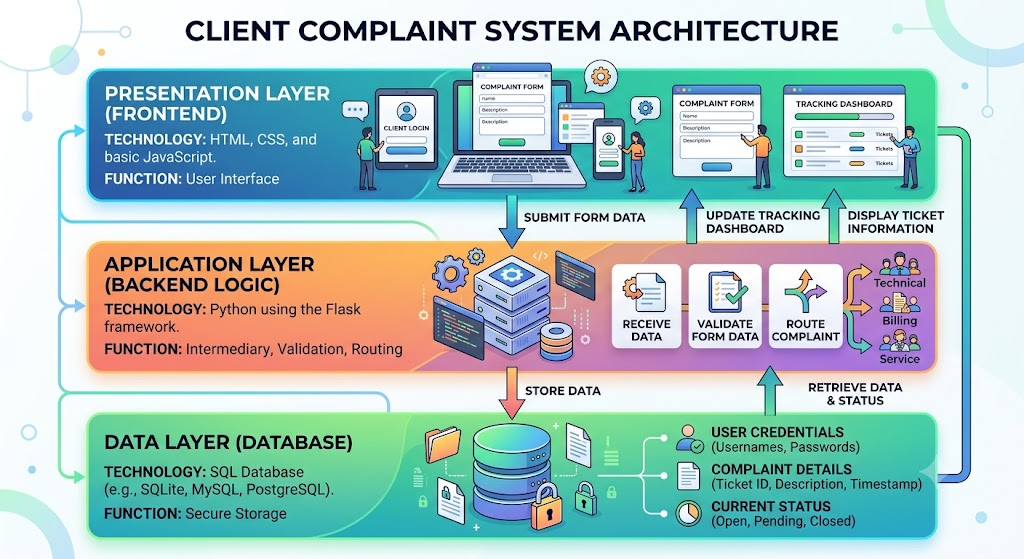 CLIENT COMPLAINT SYSTEM ARCHITECTURE
PRESENTATION LAYER
(FRONTEND)
TECHNOLOGY: HTML, CSS, and
basic JavaScript.
FUNCTION: User Interface
CLIENT LOGIN
COMPLAINT FORM
name
Description
Description
COMPLAINT FORM
Name
Description
Description
TRACKING DASHBOARD
Tickets
Tickets
Tickets
SUBMIT FORM DATA
UPDATE TRACKING
DASHBOARD
DISPLAY TICKET
INFORMATION
APPLICATION LAYER
(BACKEND LOGIC)
TECHNOLOGY: Python using the Flask
framework.
FUNCTION: Intermediary, Validation, Routing
</>
RECEIVE
DATA
VALIDATE
FORM DATA
ROUTE
COMPLAINT
Technical
Billing
Service
STORE DATA
RETRIEVE DATA
& STATUS
DATA LAYER (DATABASE)
TECHNOLOGY: SQL Database
(e.g., SQLite, MySQL, PostgreSQL).
FUNCTION: Secure Storage
USER CREDENTIALS
(Usernames, Passwords)
COMPLAINT DETAILS
(Ticket ID, Description, Timestamp)
CURRENT STATUS
(Open, Pending, Closed)